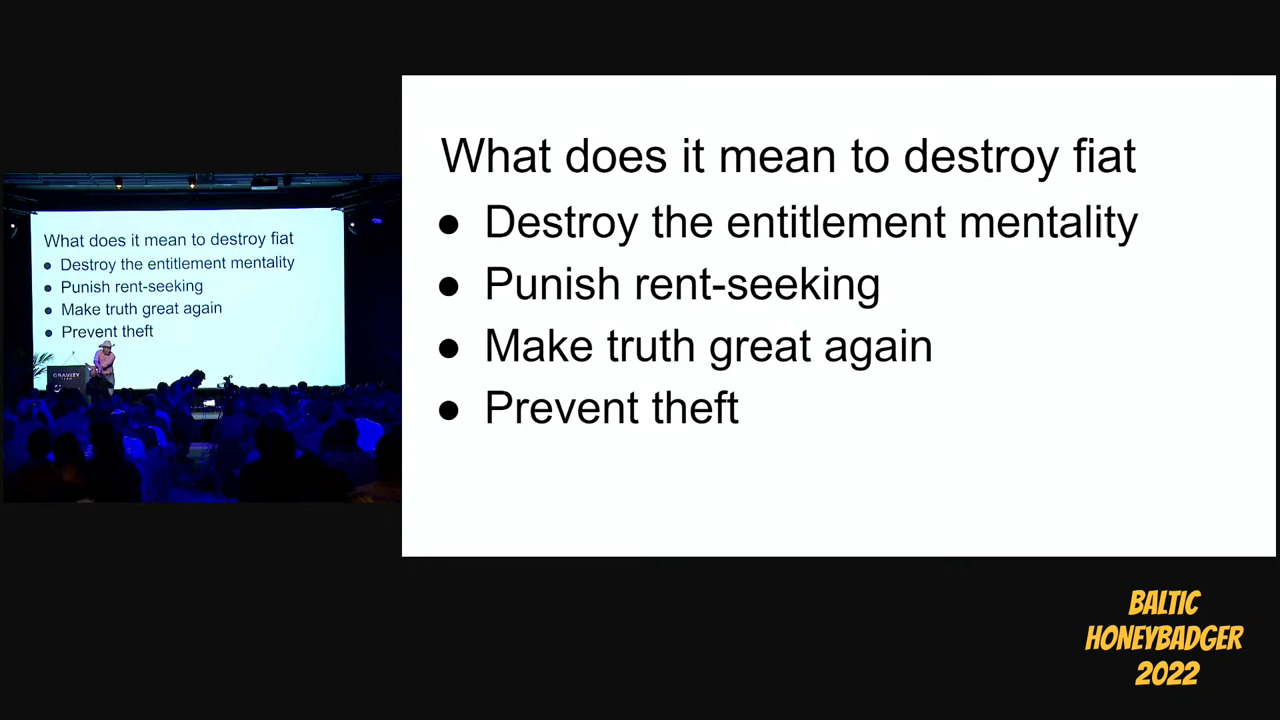 What does it mean to destroy fiat
● Destroy the entitlement mentality
● Punish rent-seeking
● Make truth great again
● Prevent theft
What does it mean to destroy fiat
● Destroy the entitlement mentality
● Punish rent-seeking
● Make truth great again
● Prevent theft
GRAVITY
BALTIC
HONEYBADGER
2022